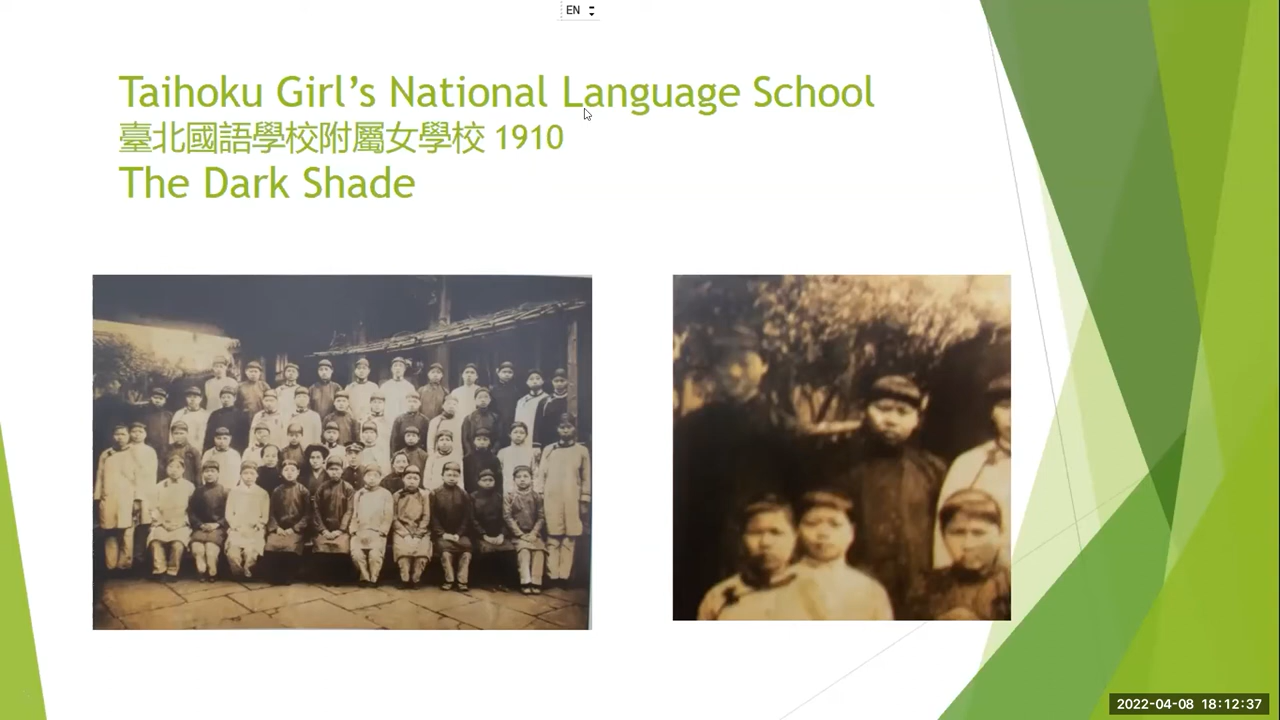 EN
Taihoku Girl’s National Language School
臺北國語學校附屬女學校 1910
The Dark Shade
2022-04-08 18:12:37